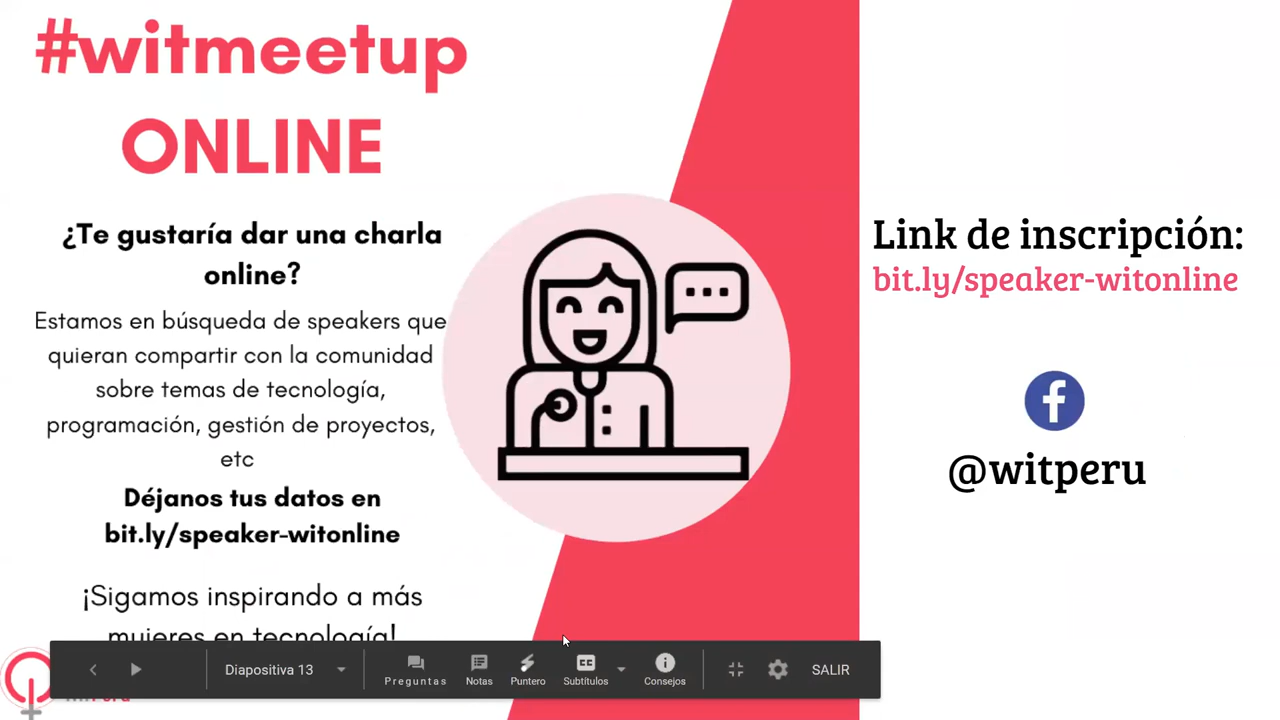 #witmeetup
ONLINE
¿Te gustaría dar una charla
online?
Estamos en búsqueda de speakers que
quieran compartir con la comunidad
sobre temas de tecnología,
programación, gestión de proyectos,
etc
Déjanos tus datos en
bit.ly/speaker-witonline
¡Sigamos inspirando a más
mujeres en tecnología!
Link de inscripción:
bit.ly/speaker-witonline
@witperu
Diapositiva 13
Preguntas
Notas
Puntero
CC
Subtítulos
Consejos
SALIR